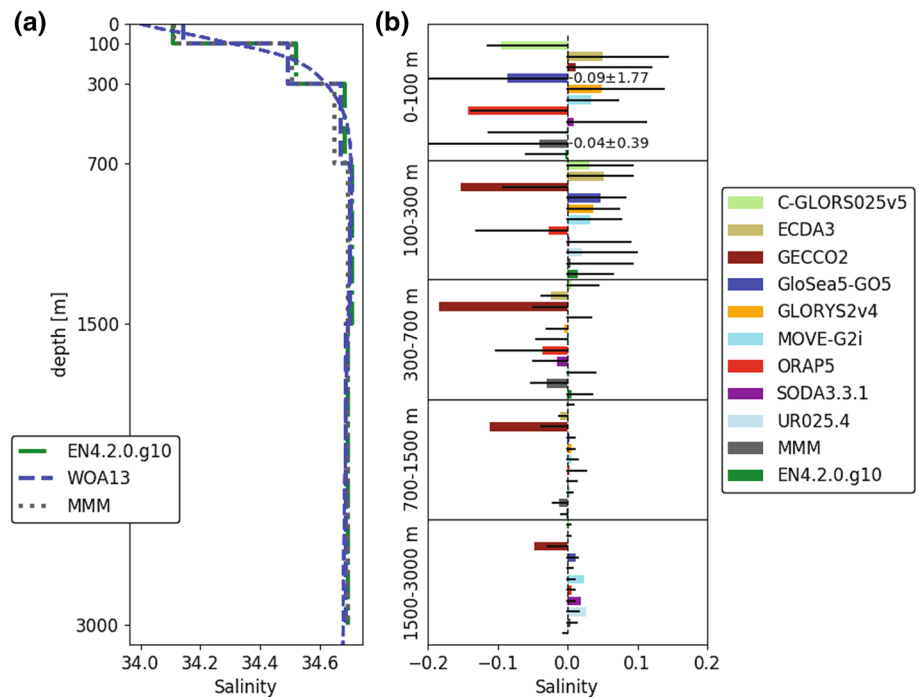 (a)
0
100
300
700
1500
3000
depth [m]
34.0 34.2 34.4 34.6
Salinity
EN4.2.0.g10
WOA13
MMM
(b)
0-100 m
100-300 m
300-700 m
700-1500 m
1500-3000 m
-0.09±1.77
-0.04±0.39
−0.2 −0.1 0.0 0.1 0.2
Salinity
C-GLORS025v5
ECDA3
GECCO2
GloSea5-GO5
GLORYS2v4
MOVE-G2i
ORAP5
SODA3.3.1
UR025.4
MMM
EN4.2.0.g10